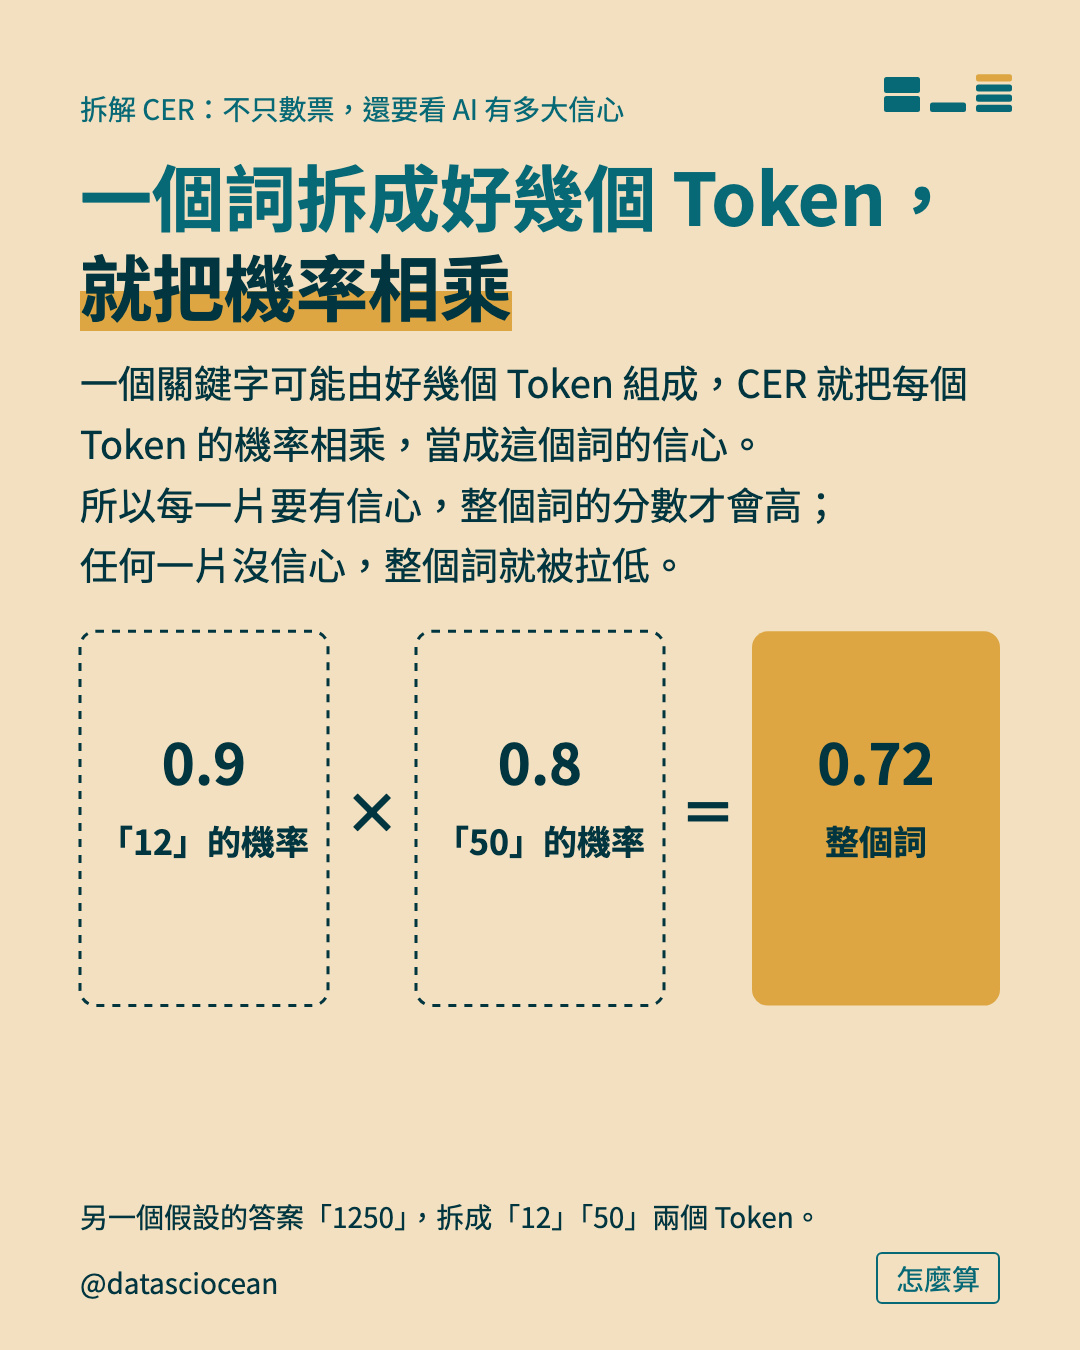 拆解 CER：不只數票，還要看 AI 有多大信心
一個詞拆成好幾個 Token，
就把機率相乘
一個關鍵字可能由好幾個 Token 組成，CER 就把每個
Token 的機率相乘，當成這個詞的信心。
所以每一片要有信心，整個詞的分數才會高；
任何一片沒信心，整個詞就被拉低。
0.9
「12」的機率
×
0.8
「50」的機率
=
0.72
整個詞
另一個假設的答案「1250」，拆成「12」「50」兩個 Token。
@datasciocean
怎麼算